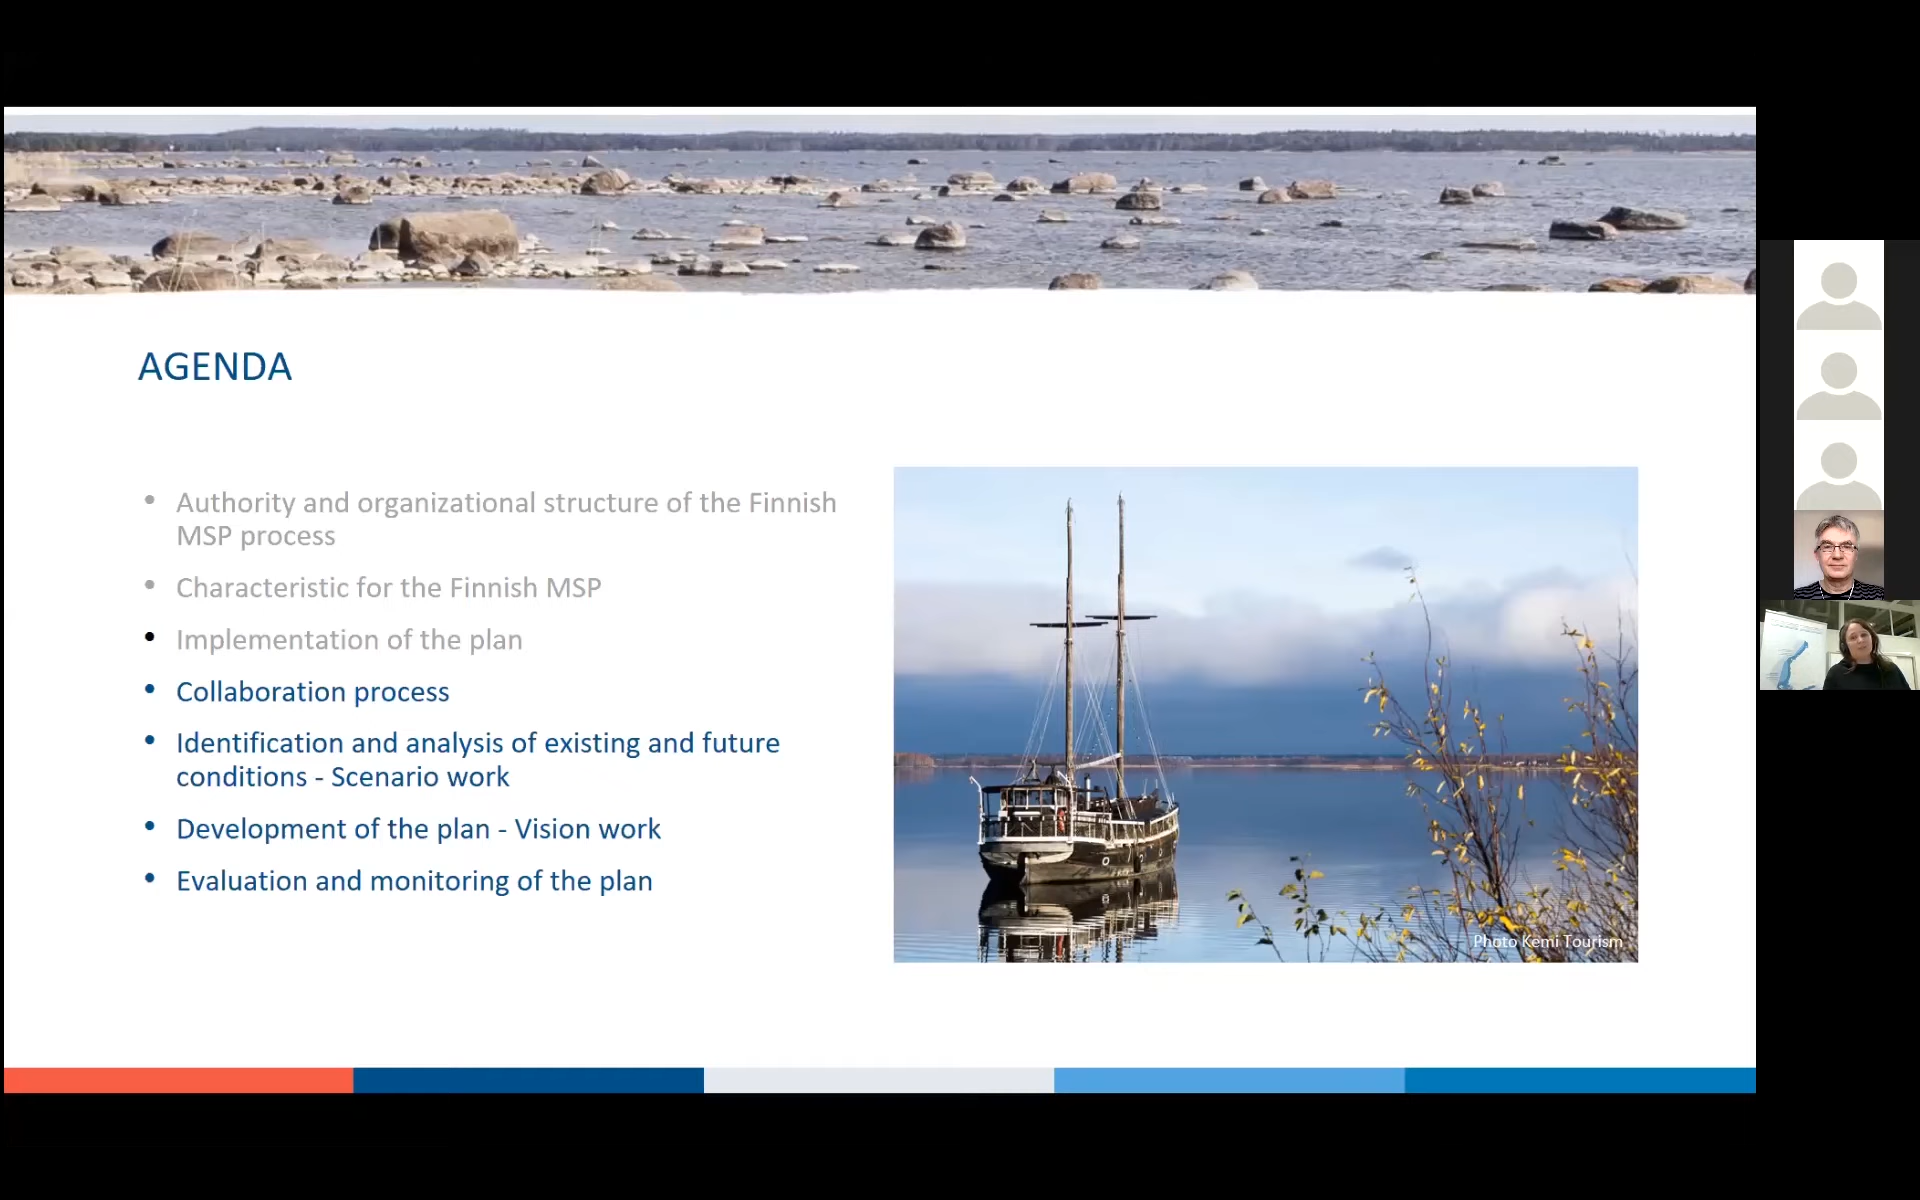 AGENDA
• Authority and organizational structure of the Finnish
MSP process
• Characteristic for the Finnish MSP
• Implementation of the plan
• Collaboration process
• Identification and analysis of existing and future
conditions - Scenario work
• Development of the plan - Vision work
• Evaluation and monitoring of the plan
Photo Kemi Tourism